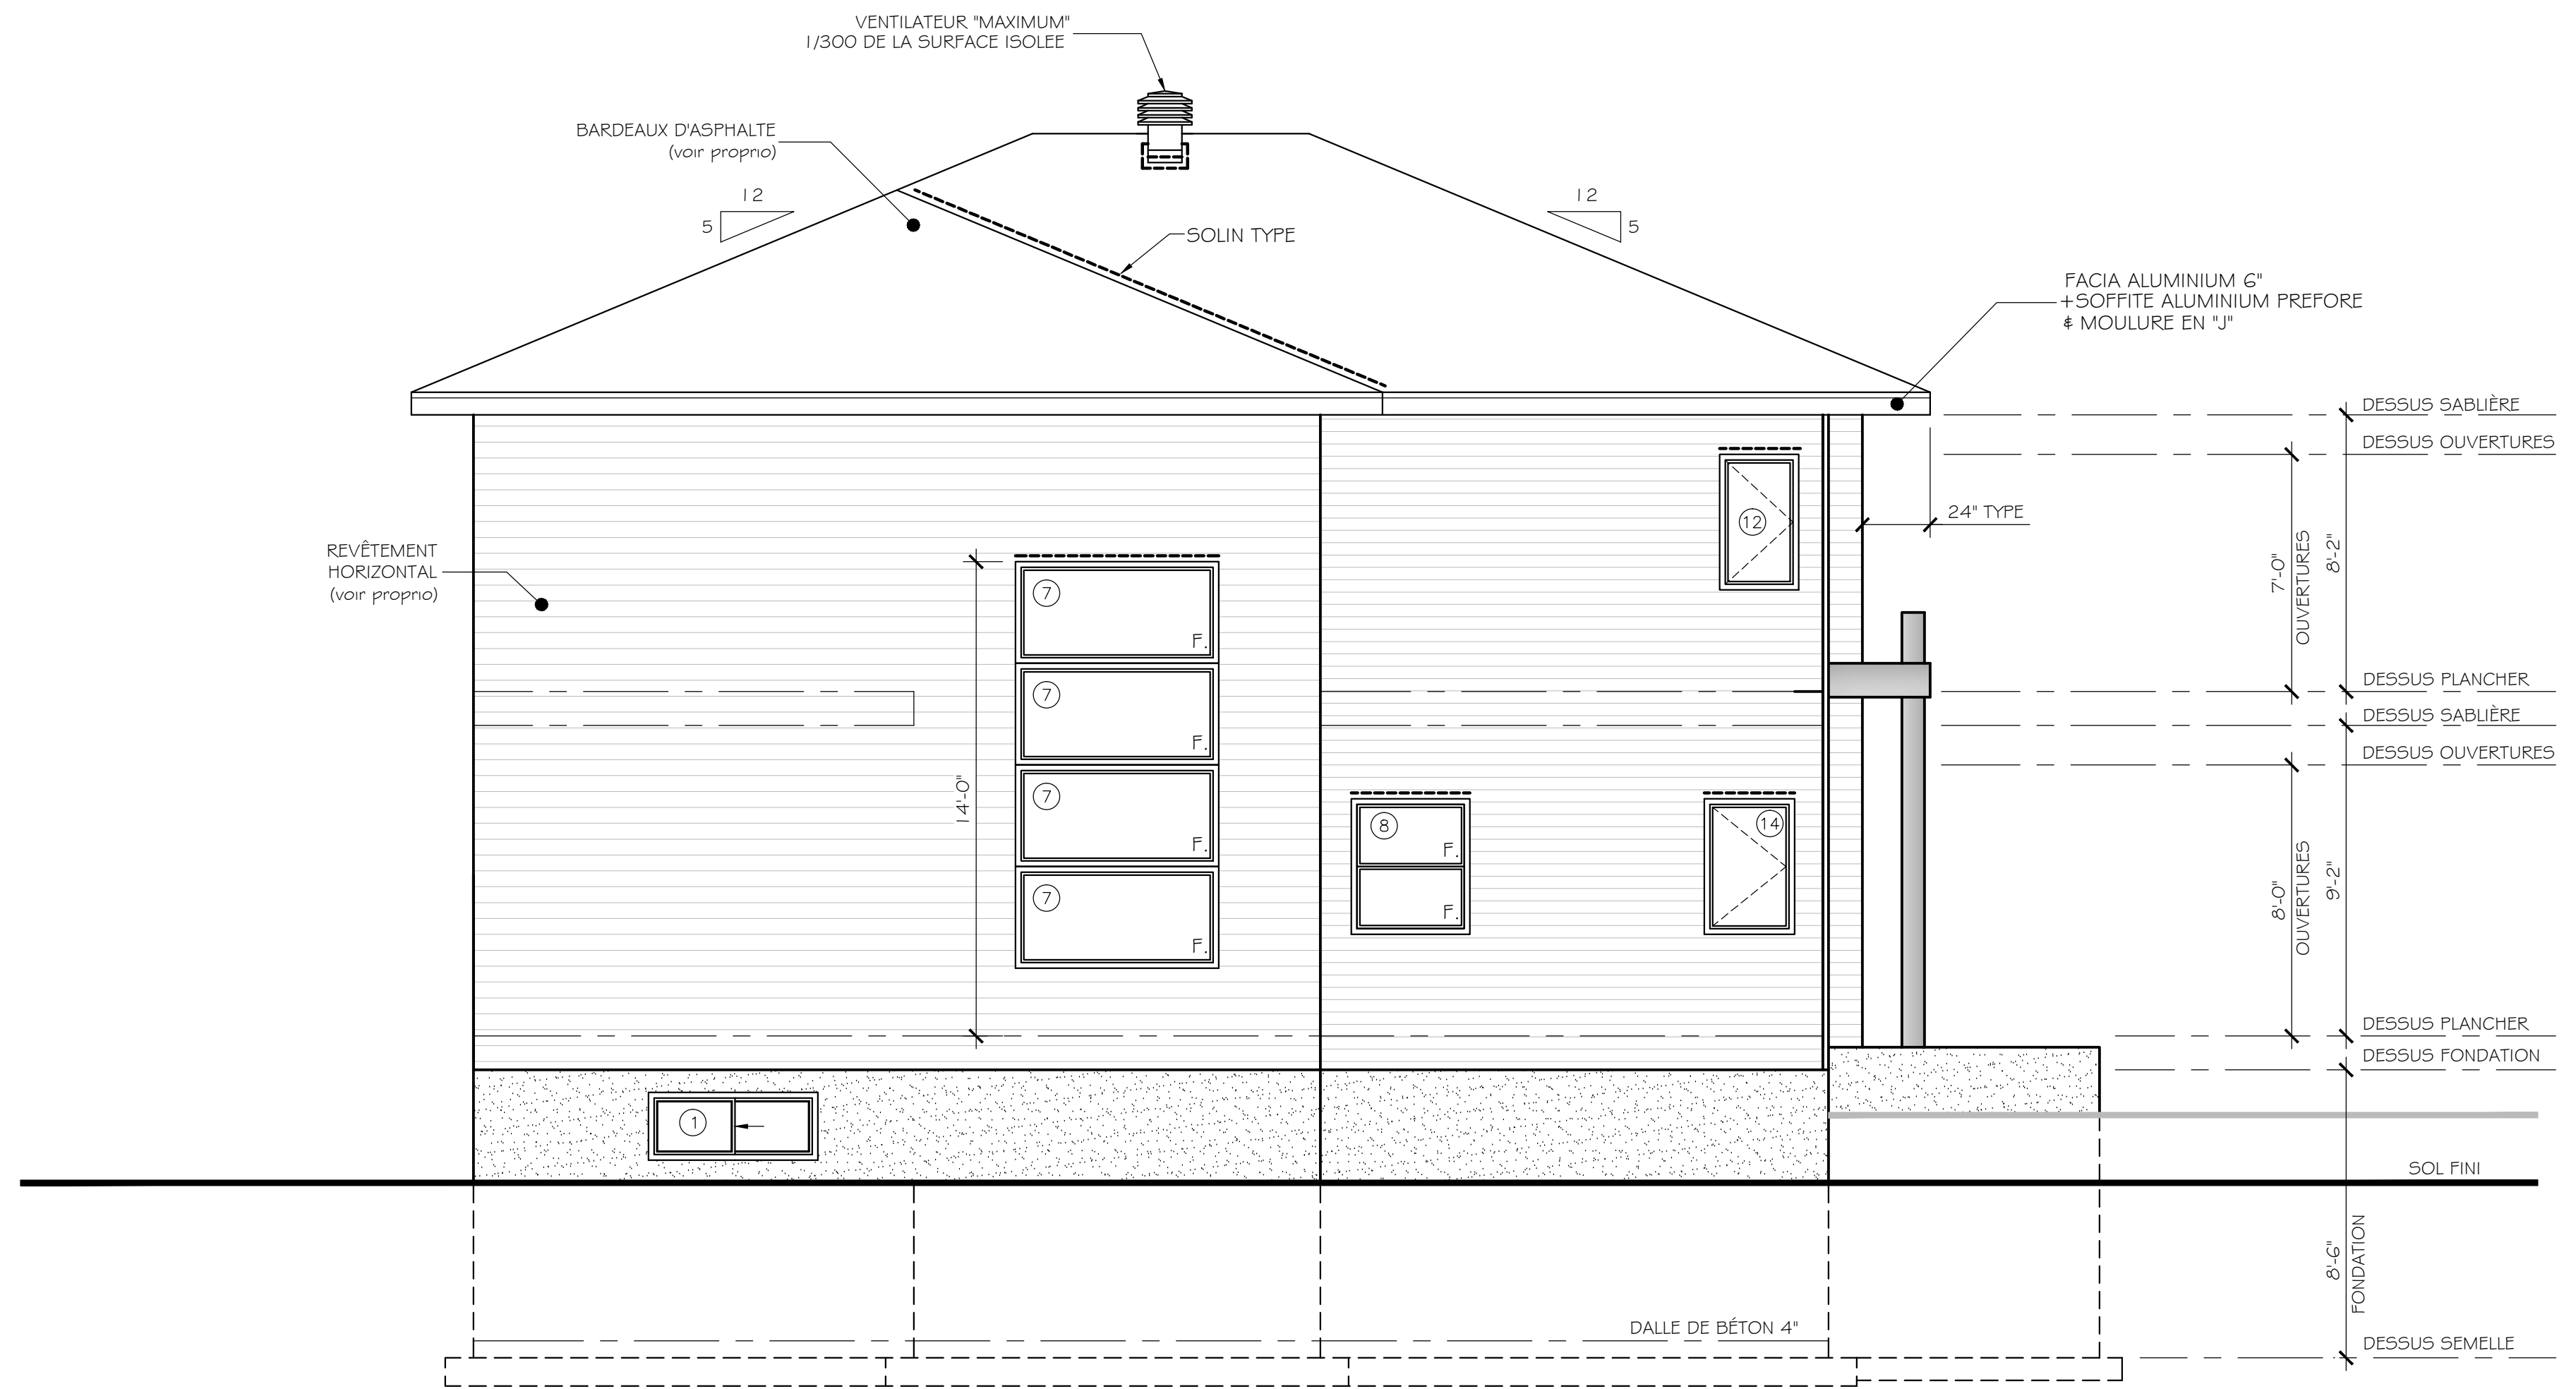 VENTILATEUR "MAXIMUM"
1/300 DE LA SURFACE ISOLEE
BARDEAUX D'ASPHALTE
(voir proprio)
12
5
12
5
SOLIN TYPE
FACIA ALUMINIUM 6"
+SOFFITE ALUMINIUM PREFORE
& MOULURE EN "J"
DESSUS SABLIÈRE
DESSUS OUVERTURES
24" TYPE
12
REVÊTEMENT
HORIZONTAL
(voir proprio)
7'-0"
OUVERTURES
8'-2"
7
F.
7
F.
7
F.
7
F.
14'-0"
DESSUS PLANCHER
DESSUS SABLIÈRE
DESSUS OUVERTURES
8
F.
F.
14
8'-0"
OUVERTURES
9'-2"
DESSUS PLANCHER
DESSUS FONDATION
1
SOL FINI
8'-6"
FONDATION
DALLE DE BÉTON 4"
DESSUS SEMELLE